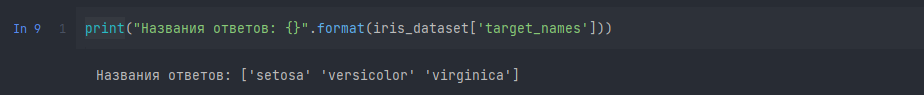 In 9 1 print("Названия ответов: {}".format(iris_dataset['target_names']))
Названия ответов: ['setosa' 'versicolor' 'virginica']